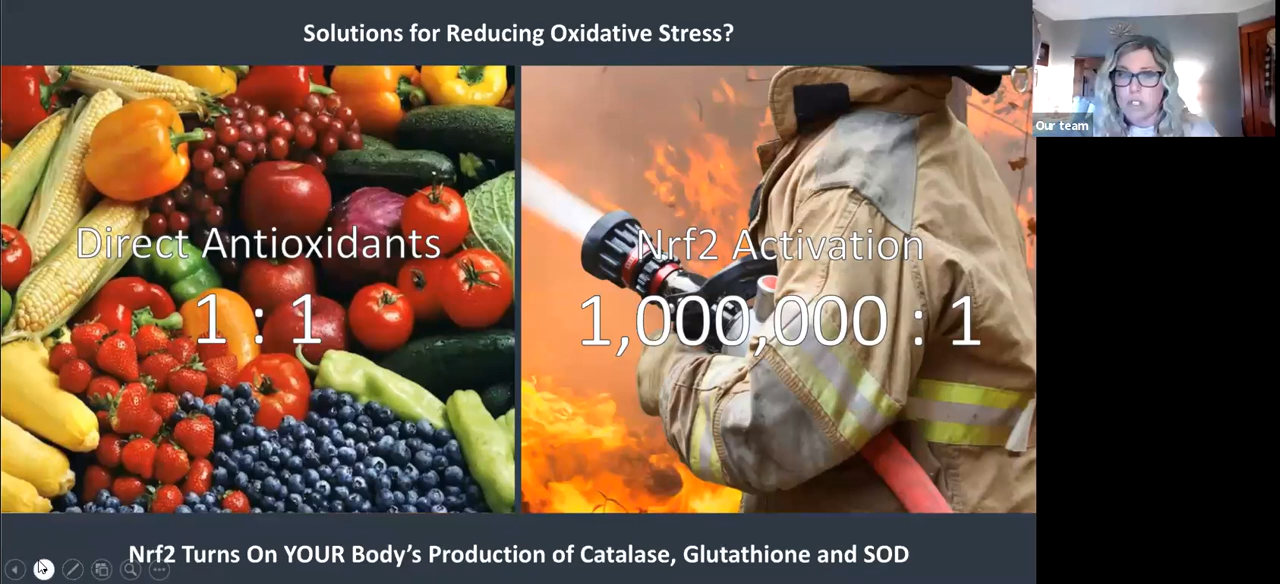 Solutions for Reducing Oxidative Stress?
Our team
Direct Antioxidants
1 : 1
Nrf2 Activation
1,000,000 : 1
Nrf2 Turns On YOUR Body’s Production of Catalase, Glutathione and SOD